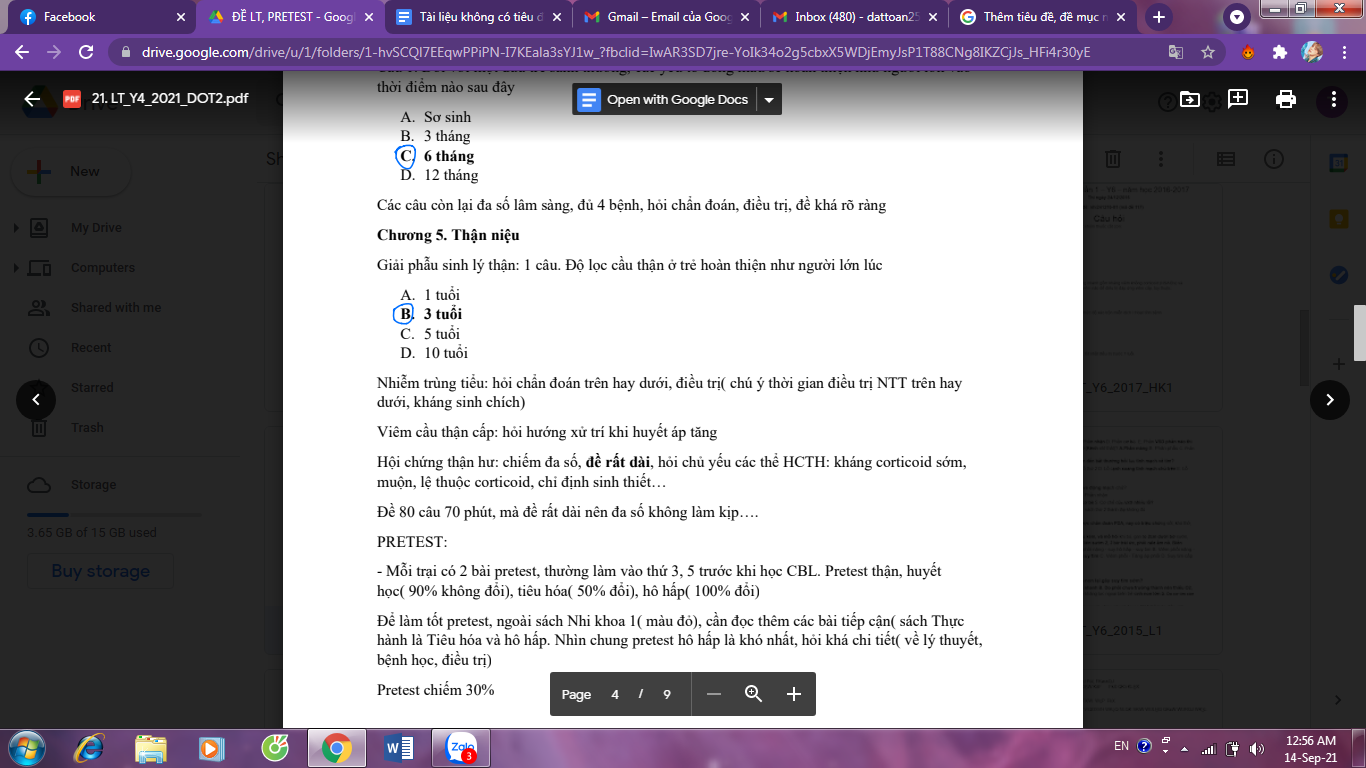 Facebook
ĐỀ LT, PRETEST - Googl
Tài liệu không có tiêu đ
Gmail – Email của Goog
Inbox (480) - dattoan25
Thêm tiêu đề, đề mục n
drive.google.com/drive/u/1/folders/1-hvSCQI7EEqwPPiPN-I7KEala3sYJ1w_?fbclid=IwAR3SD7jre-YoIk34o2g5cbxX5WDjEmyJsP1T88CNg8IKZCjJs_HFi4r30yE
21. LT_Y4_2021_DOT2.pdf
Open with Google Docs
thời điểm nào sau đây
A. Sơ sinh
B. 3 tháng
C. 6 tháng
D. 12 tháng
Các câu còn lại đa số lâm sàng, đủ 4 bệnh, hỏi chẩn đoán, điều trị, đề khá rõ ràng
Chương 5. Thận niệu
Giải phẫu sinh lý thận: 1 câu. Độ lọc cầu thận ở trẻ hoàn thiện như người lớn lúc
A. 1 tuổi
B. 3 tuổi
C. 5 tuổi
D. 10 tuổi
Nhiễm trùng tiểu: hỏi chẩn đoán trên hay dưới, điều trị( chú ý thời gian điều trị NTT trên hay
dưới, kháng sinh chích)
Viêm cầu thận cấp: hỏi hướng xử trí khi huyết áp tăng
Hội chứng thận hư: chiếm đa số, đề rất dài, hỏi chủ yếu các thể HCTH: kháng corticoid sớm,
muộn, lệ thuộc corticoid, chỉ định sinh thiết…
Đề 80 câu 70 phút, mà đề rất dài nên đa số không làm kịp….
PRETEST:
- Mỗi trại có 2 bài pretest, thường làm vào thứ 3, 5 trước khi học CBL. Pretest thận, huyết
học( 90% không đổi), tiêu hóa( 50% đổi), hô hấp( 100% đổi)
Để làm tốt pretest, ngoài sách Nhi khoa 1( màu đỏ), cần đọc thêm các bài tiếp cận( sách Thực
hành là Tiêu hóa và hô hấp. Nhìn chung pretest hô hấp là khó nhất, hỏi khá chi tiết( về lý thuyết,
bệnh học, điều trị)
Pretest chiếm 30%
Page 4 / 9
New
My Drive
Computers
Shared with me
Recent
Starred
Trash
Storage
3.65 GB of 15 GB used
Buy storage
Sh
Câu hỏi
T_Y6_2017_HK1
T_Y6_2015_L1
Zalo
3
EN
12:56 AM
14-Sep-21